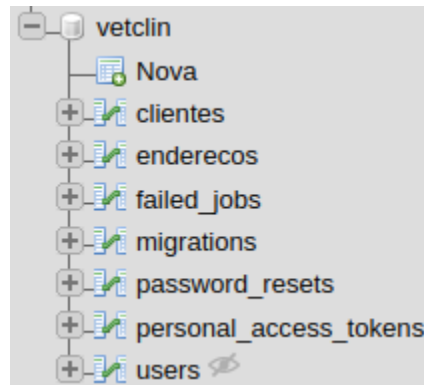 vetclin
Nova
clientes
enderecos
failed_jobs
migrations
password_resets
personal_access_tokens
users